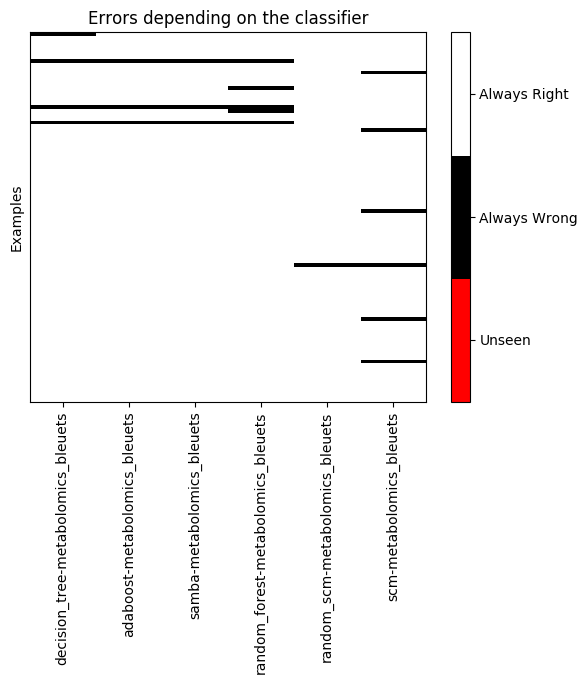 Errors depending on the classifier
Examples
Always Right
Always Wrong
Unseen
decision_tree-metabolomics_bleuets
adaboost-metabolomics_bleuets
samba-metabolomics_bleuets
random_forest-metabolomics_bleuets
random_scm-metabolomics_bleuets
scm-metabolomics_bleuets